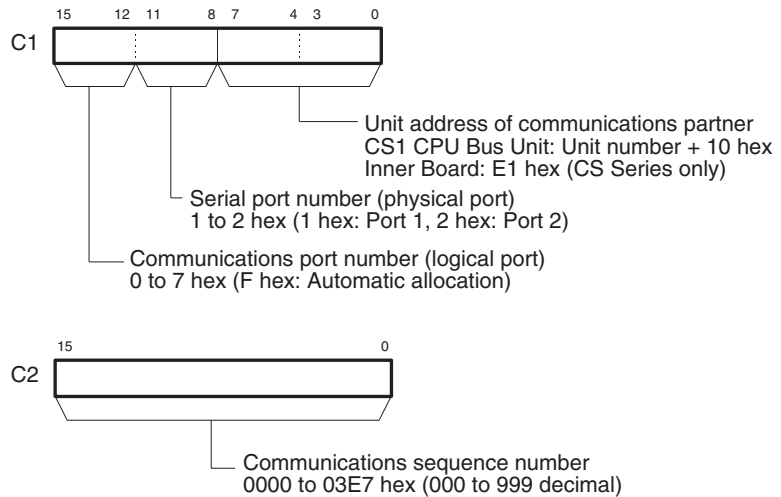 15 12 11 8 7 4 3 0
C1
Unit address of communications partner
CS1 CPU Bus Unit: Unit number + 10 hex
Inner Board: E1 hex (CS Series only)
Serial port number (physical port)
1 to 2 hex (1 hex: Port 1, 2 hex: Port 2)
Communications port number (logical port)
0 to 7 hex (F hex: Automatic allocation)
15 0
C2
Communications sequence number
0000 to 03E7 hex (000 to 999 decimal)